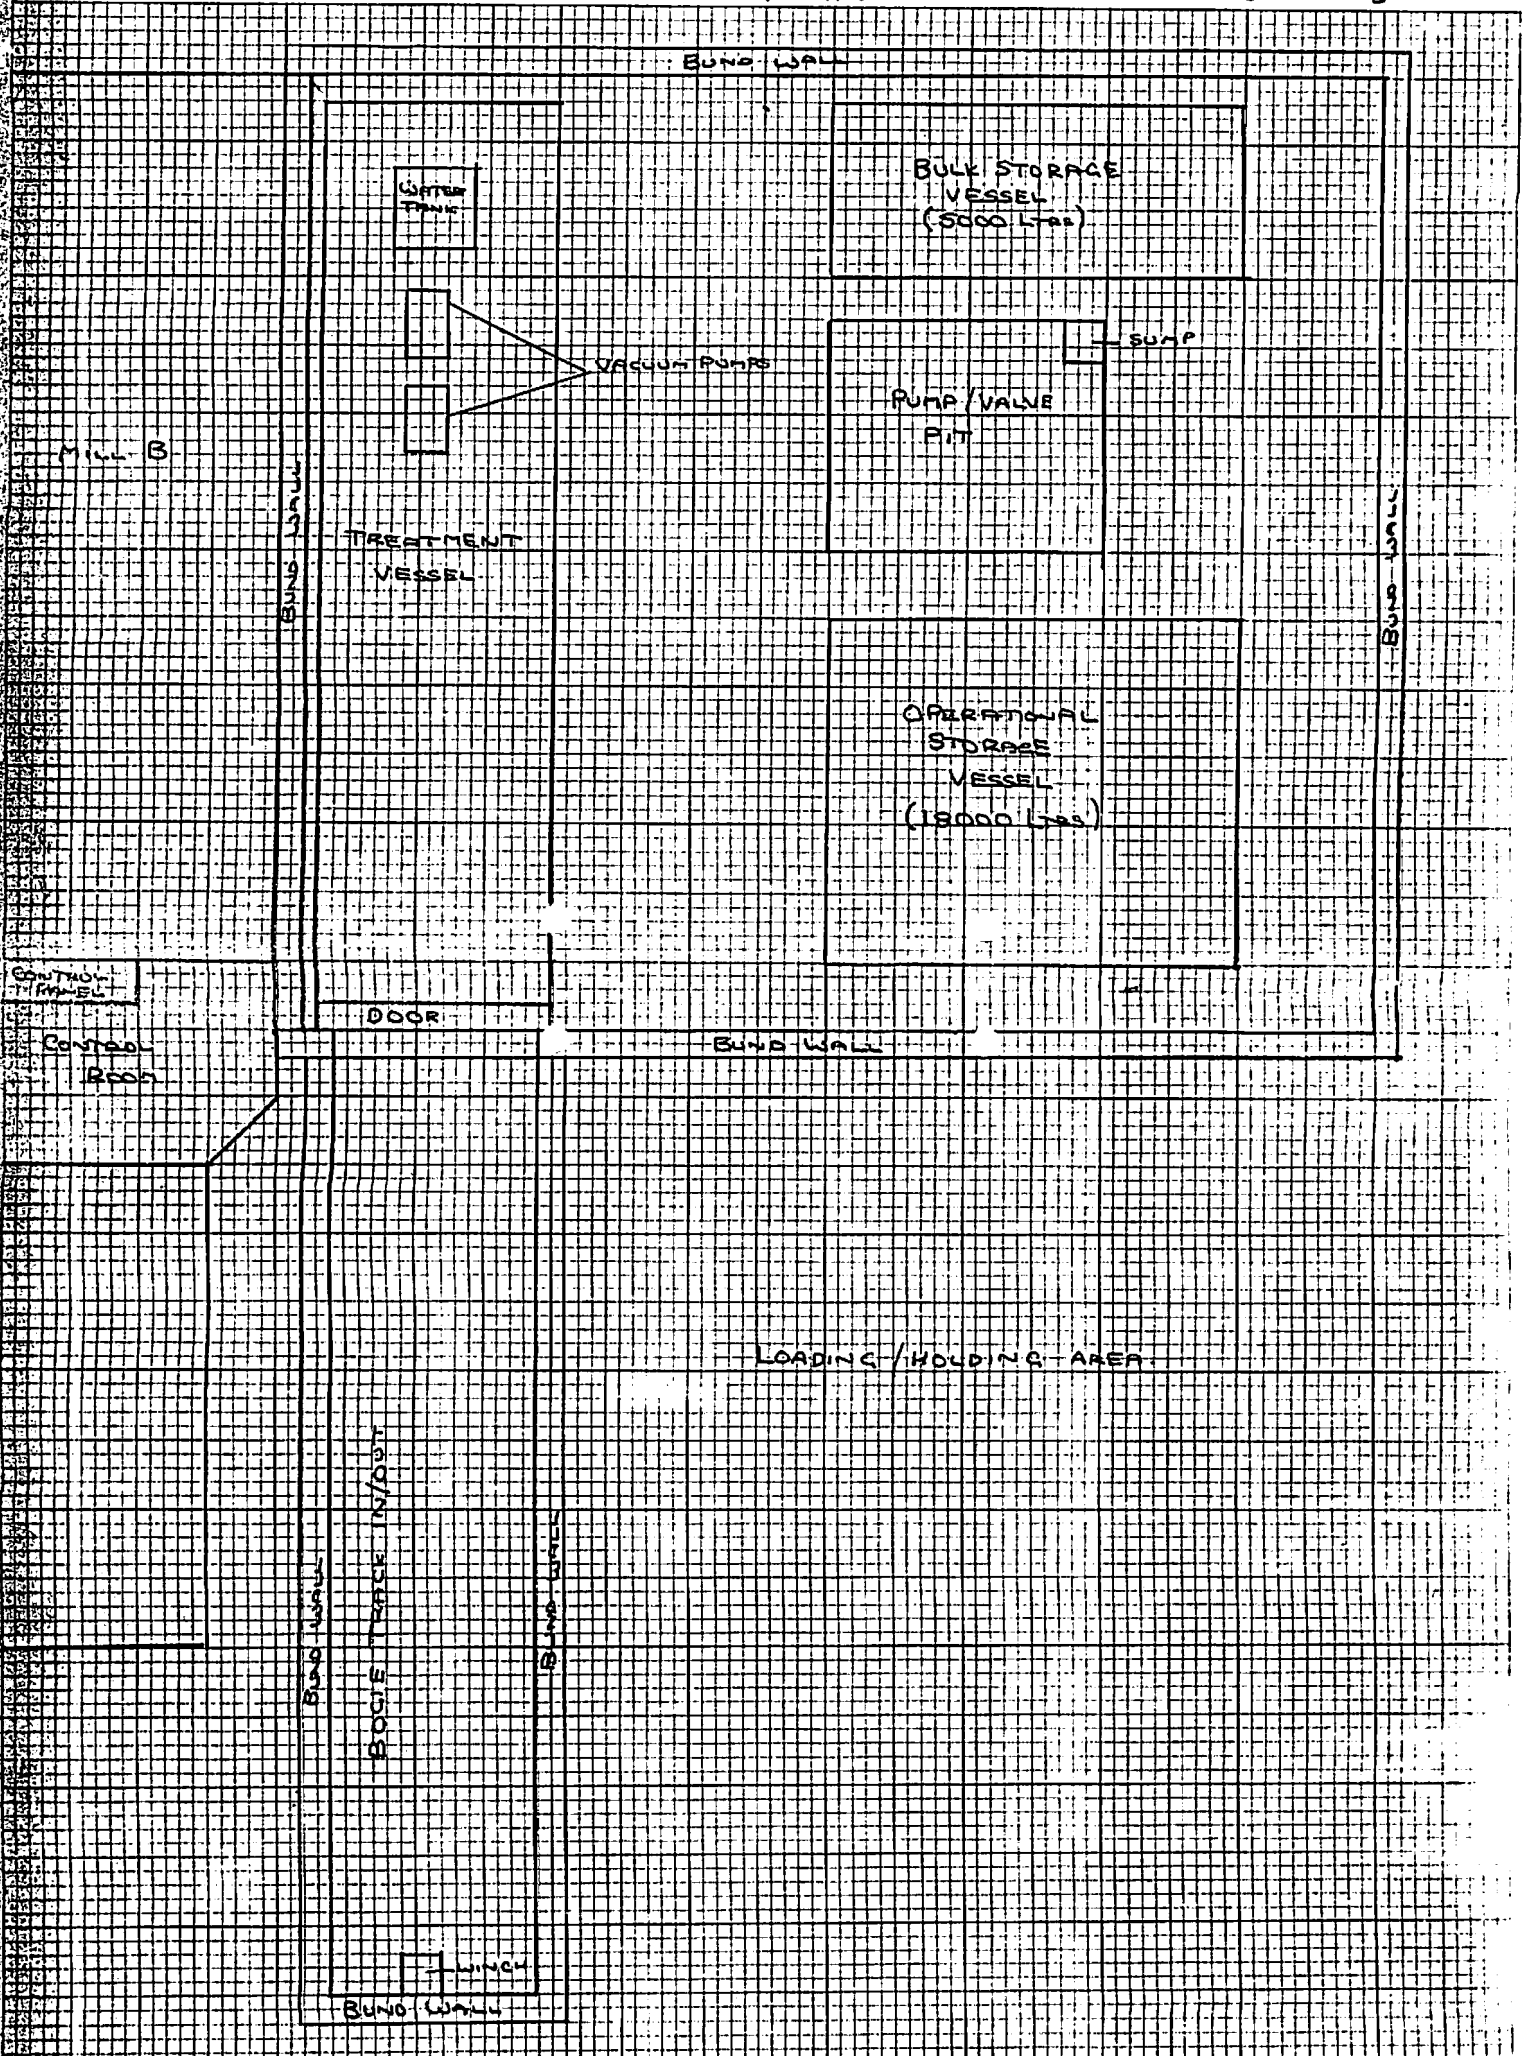 BUND WALL
WATER
TANK
BULK STORAGE
VESSEL
(5000 Ltrs)
SUMP
VACUUM PUMPS
PUMP/VALVE
PIT
MILL B
BUND WALL
TREATMENT
VESSEL
BUND WALL
OPERATIONAL
STORAGE
VESSEL
(18000 Ltrs)
CONTROL
PANEL
DOOR
CONTROL
ROOM
BUND WALL
LOADING/HOLDING AREA.
BOGIE TRACK IN/OUT
BUND WALL
BUND WALL
WINCH
BUND WALL